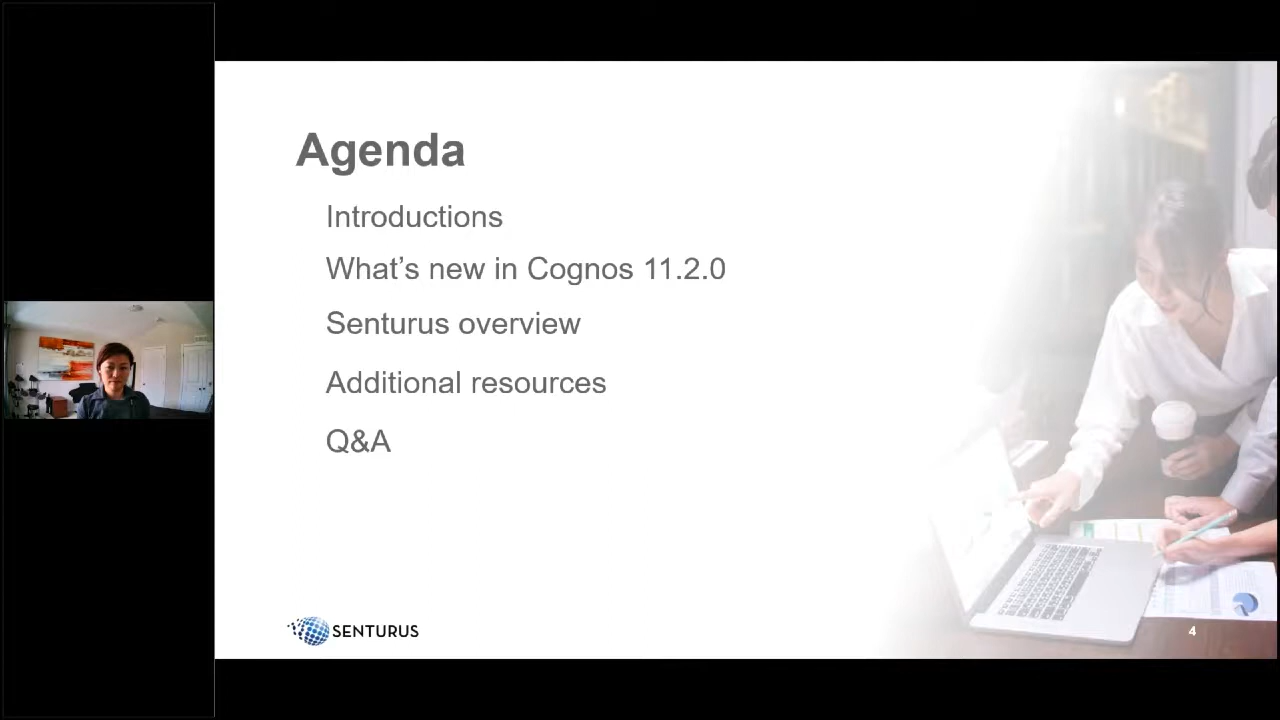 Agenda
Introductions
What's new in Cognos 11.2.0
Senturus overview
Additional resources
Q&A
SENTURUS
4